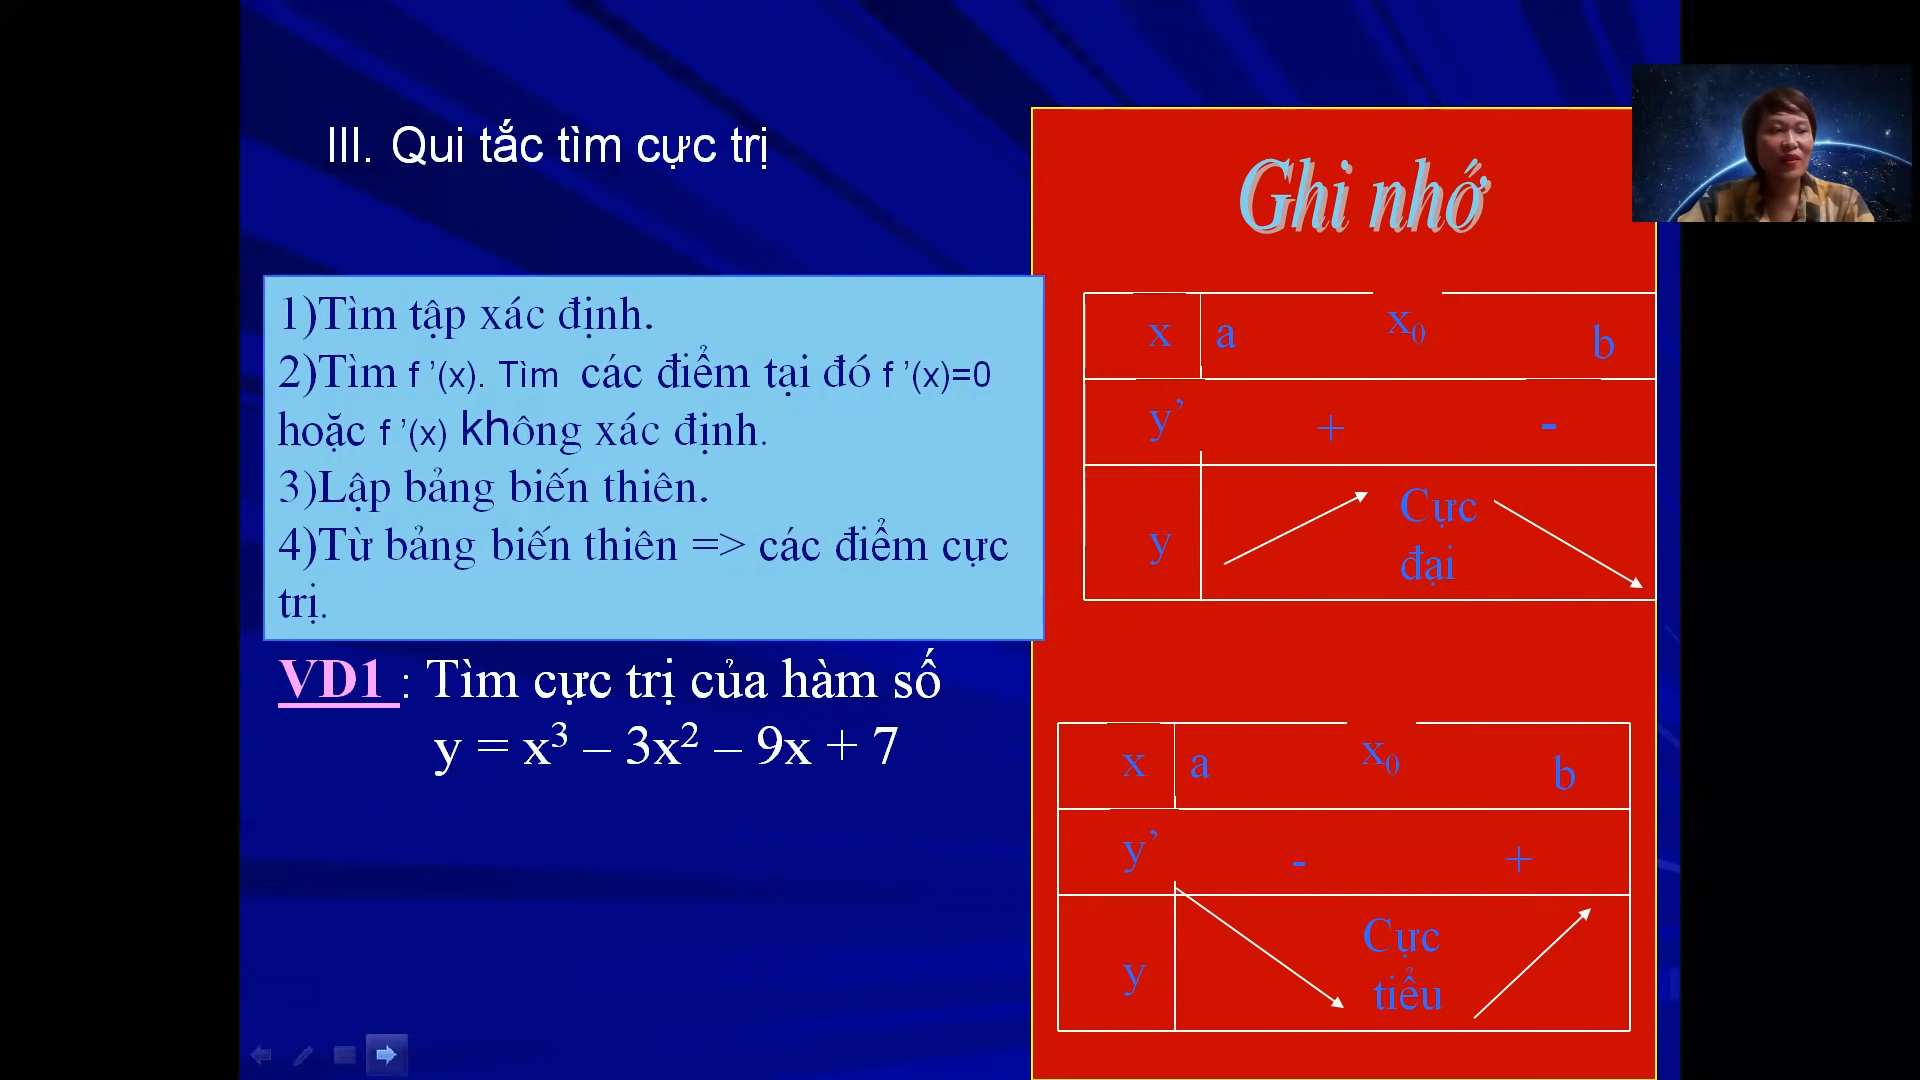 III. Qui tắc tìm cực trị
1)Tìm tập xác định.
2)Tìm f ’(x). Tìm các điểm tại đó f ’(x)=0
hoặc f ’(x) không xác định.
3)Lập bảng biến thiên.
4)Từ bảng biến thiên => các điểm cực
trị.
VD1 : Tìm cực trị của hàm số
y = x³ – 3x² – 9x + 7
Ghi nhớ
x a x₀ b
y’ + -
y Cực
đại
x a x₀ b
y’ - +
y Cực
tiểu